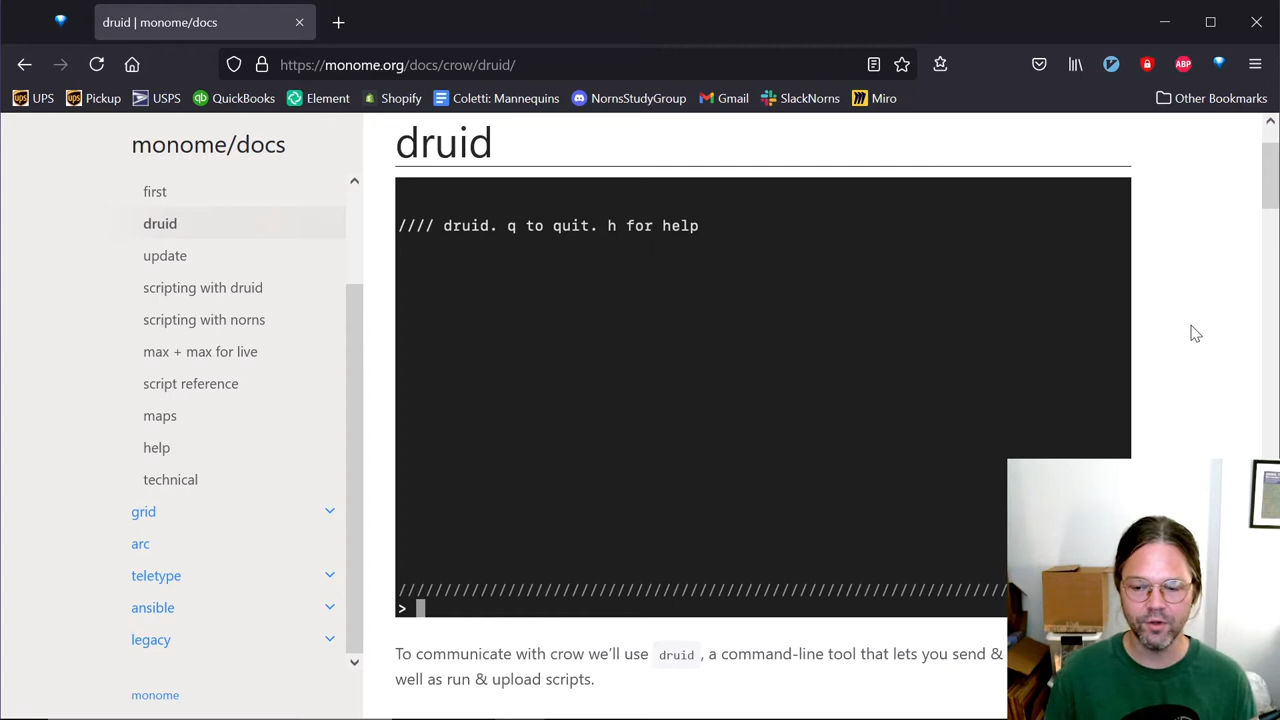 druid | monome/docs
https://monome.org/docs/crow/druid/
ABP
UPS
Pickup
USPS
QuickBooks
Element
Shopify
Coletti: Mannequins
NornsStudyGroup
Gmail
SlackNorns
Miro
Other Bookmarks
monome/docs
first
druid
update
scripting with druid
scripting with norns
max + max for live
script reference
maps
help
technical
grid
arc
teletype
ansible
legacy
monome
druid
//// druid. q to quit. h for help
////////////////////////////////////////////////////////////////////
>
To communicate with crow we’ll use druid, a command-line tool that lets you send &
well as run & upload scripts.